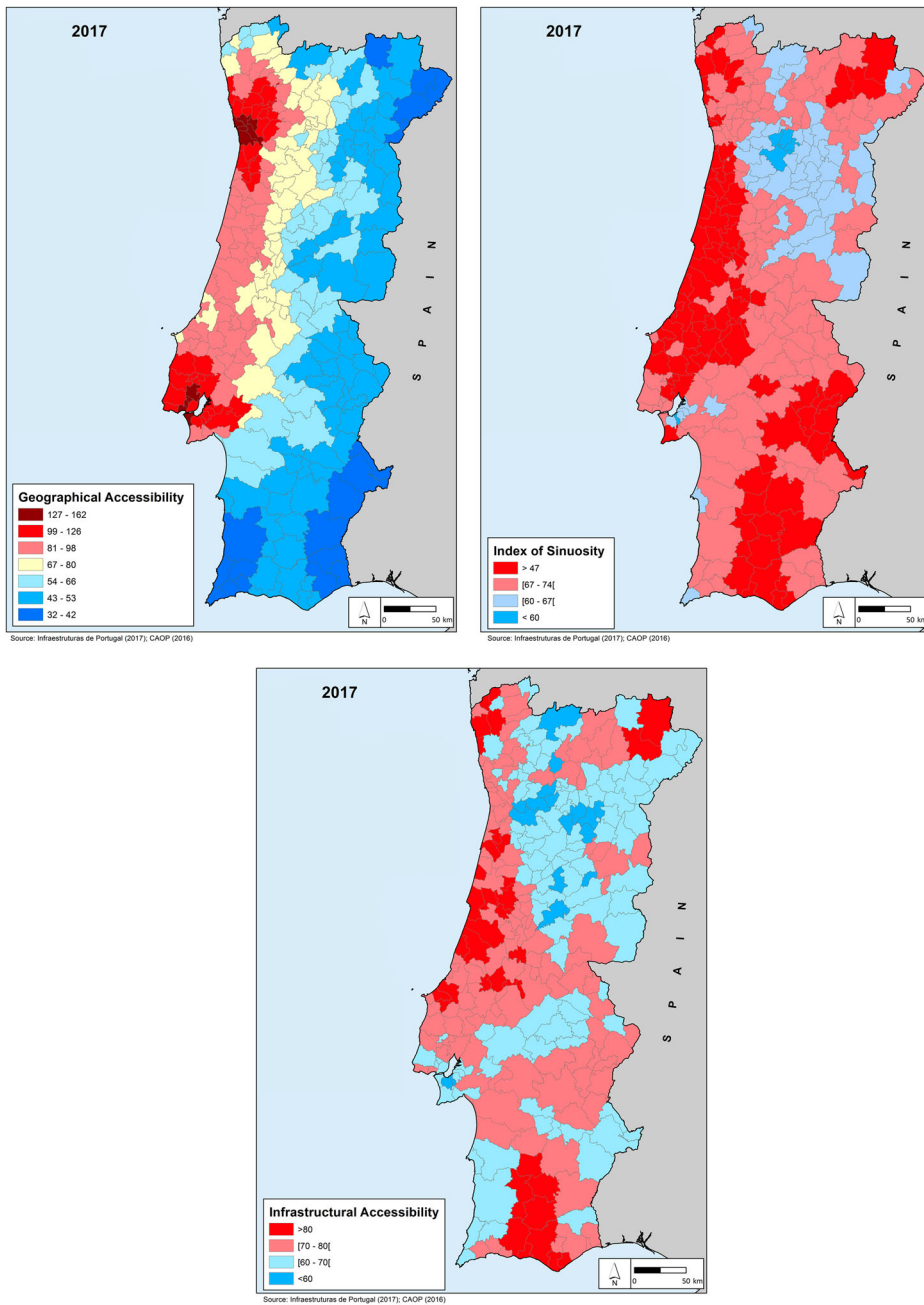 2017
S P A I N
Geographical Accessibility
127 - 162
99 - 126
81 - 98
67 - 80
54 - 66
43 - 53
32 - 42
N
0 50 km
Source: Infraestruturas de Portugal (2017); CAOP (2016)
2017
S P A I N
Index of Sinuosity
> 47
[67 - 74[
[60 - 67[
< 60
N
0 50 km
Source: Infraestruturas de Portugal (2017); CAOP (2016)
2017
S P A I N
Infrastructural Accessibility
>80
[70 - 80[
[60 - 70[
<60
N
0 50 km
Source: Infraestruturas de Portugal (2017); CAOP (2016)